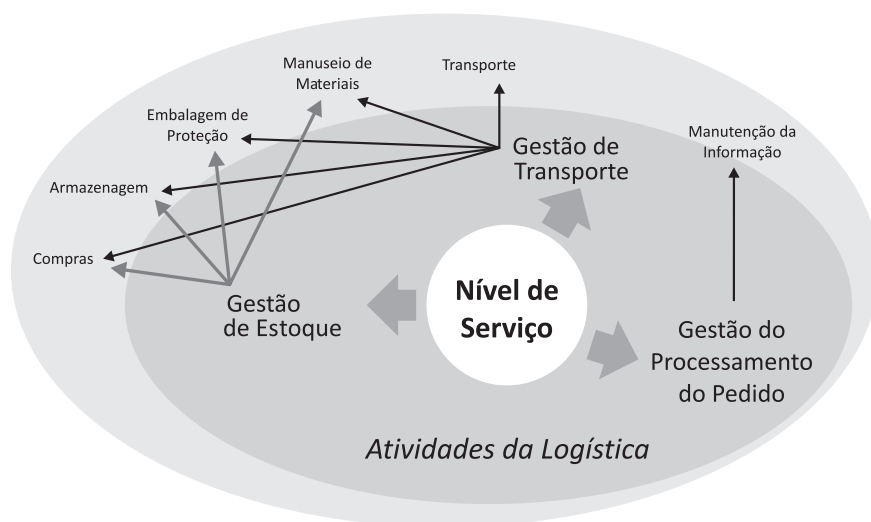 Manuseio de
Materiais
Transporte
Embalagem de
Proteção
Manutenção da
Informação
Gestão de
Transporte
Armazenagem
Compras
Nível de
Serviço
Gestão
de Estoque
Gestão do
Processamento
do Pedido
Atividades da Logística